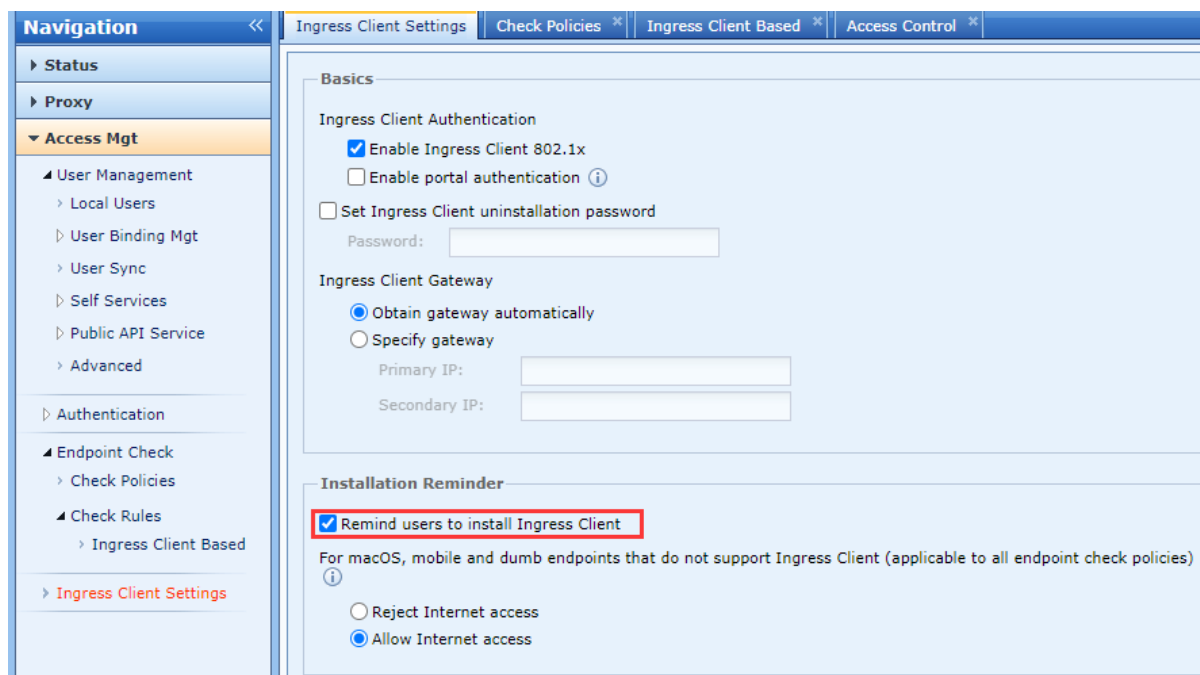 Navigation
Status
Proxy
Access Mgt
User Management
Local Users
User Binding Mgt
User Sync
Self Services
Public API Service
Advanced
Authentication
Endpoint Check
Check Policies
Check Rules
Ingress Client Based
Ingress Client Settings
Ingress Client Settings Check Policies Ingress Client Based Access Control
Basics
Ingress Client Authentication
Enable Ingress Client 802.1x
Enable portal authentication
Set Ingress Client uninstallation password
Password:
Ingress Client Gateway
Obtain gateway automatically
Specify gateway
Primary IP:
Secondary IP:
Installation Reminder
Remind users to install Ingress Client
For macOS, mobile and dumb endpoints that do not support Ingress Client (applicable to all endpoint check policies)
Reject Internet access
Allow Internet access